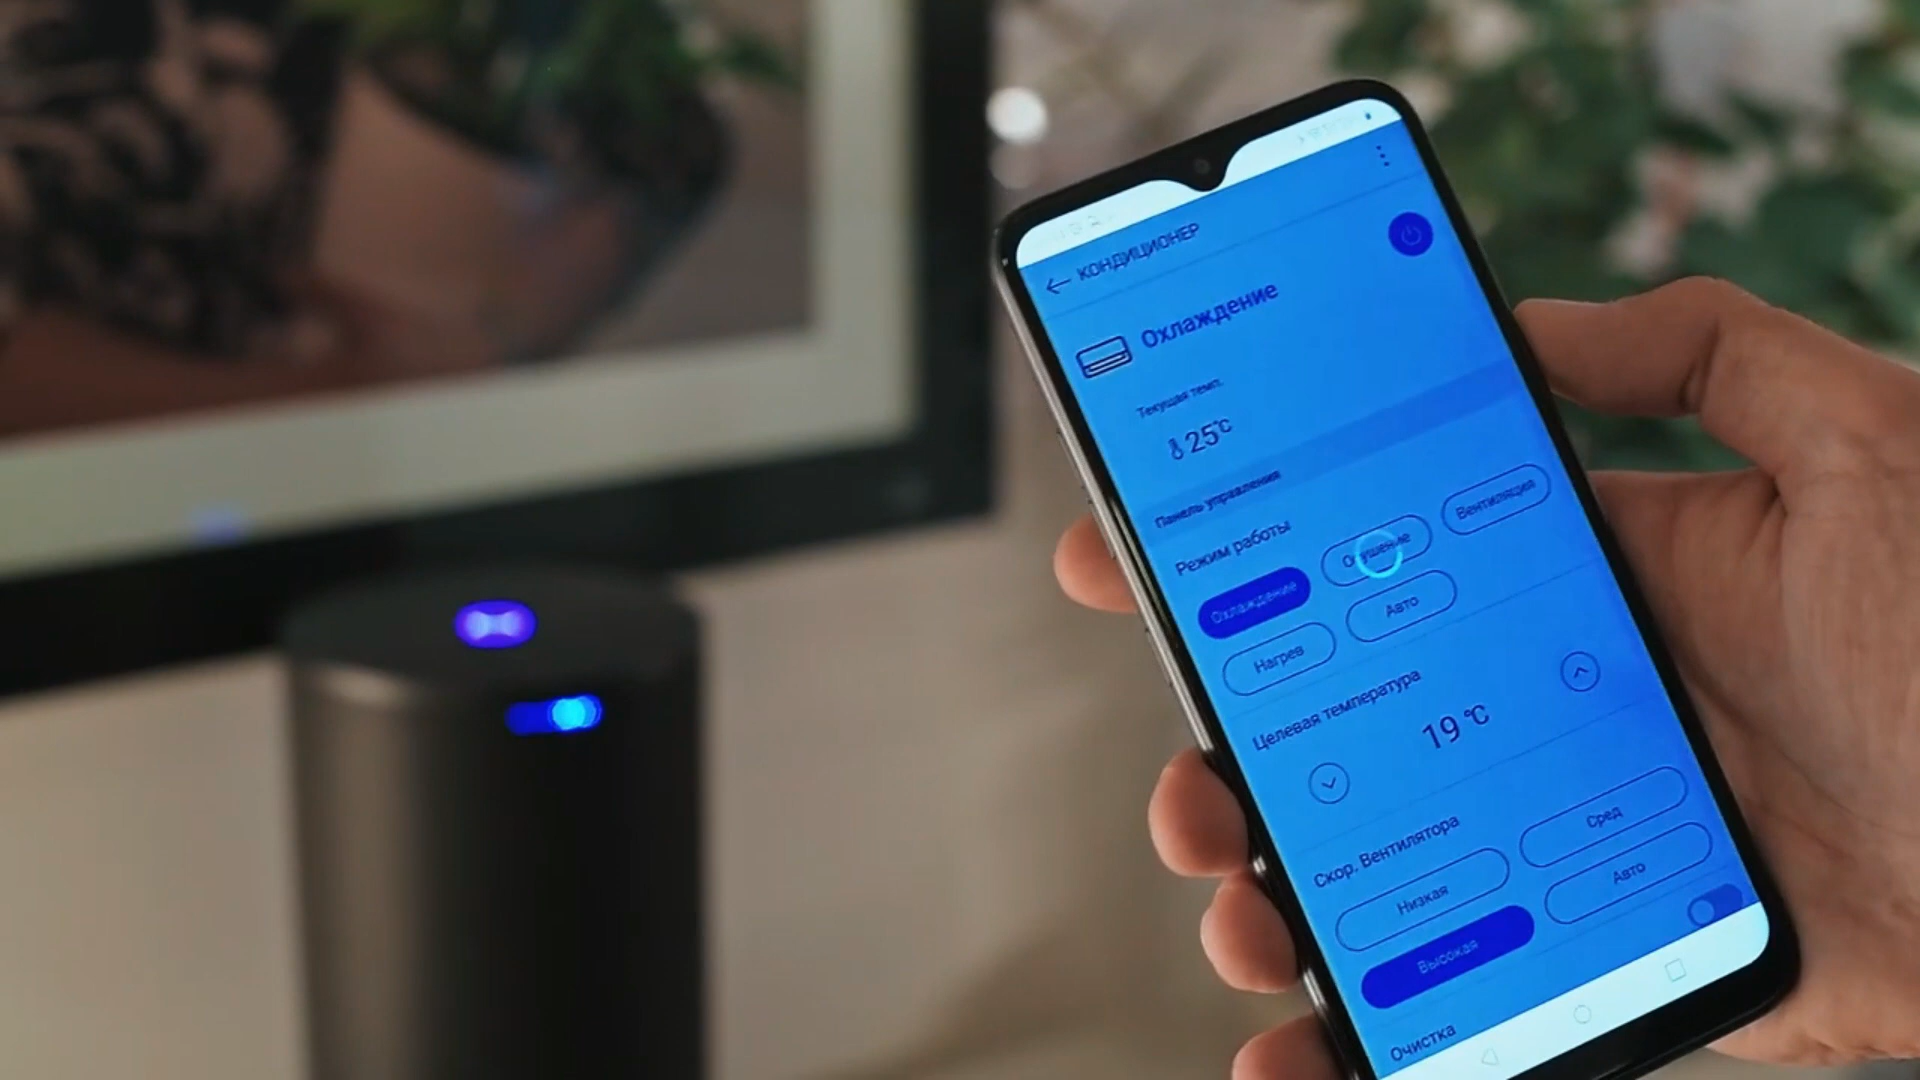 КОНДИЦИОНЕР
Охлаждение
Текущая темп.
25°C
Панель управления
Режим работы
Охлаждение
Осушение
Вентиляция
Нагрев
Авто
Целевая температура
19 °C
Скор. Вентилятора
Низкая
Сред
Высокая
Авто
Очистка